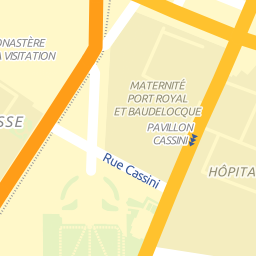 ONASTÈRE
A VISITATION
MATERNITÉ
PORT ROYAL
ET BAUDELOCQUE
PAVILLON
CASSINI
SSE
Rue Cassini
HÔPITA